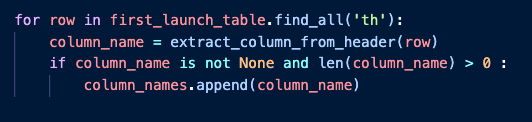 for row in first_launch_table.find_all('th'):
    column_name = extract_column_from_header(row)
    if column_name is not None and len(column_name) > 0 :
        column_names.append(column_name)